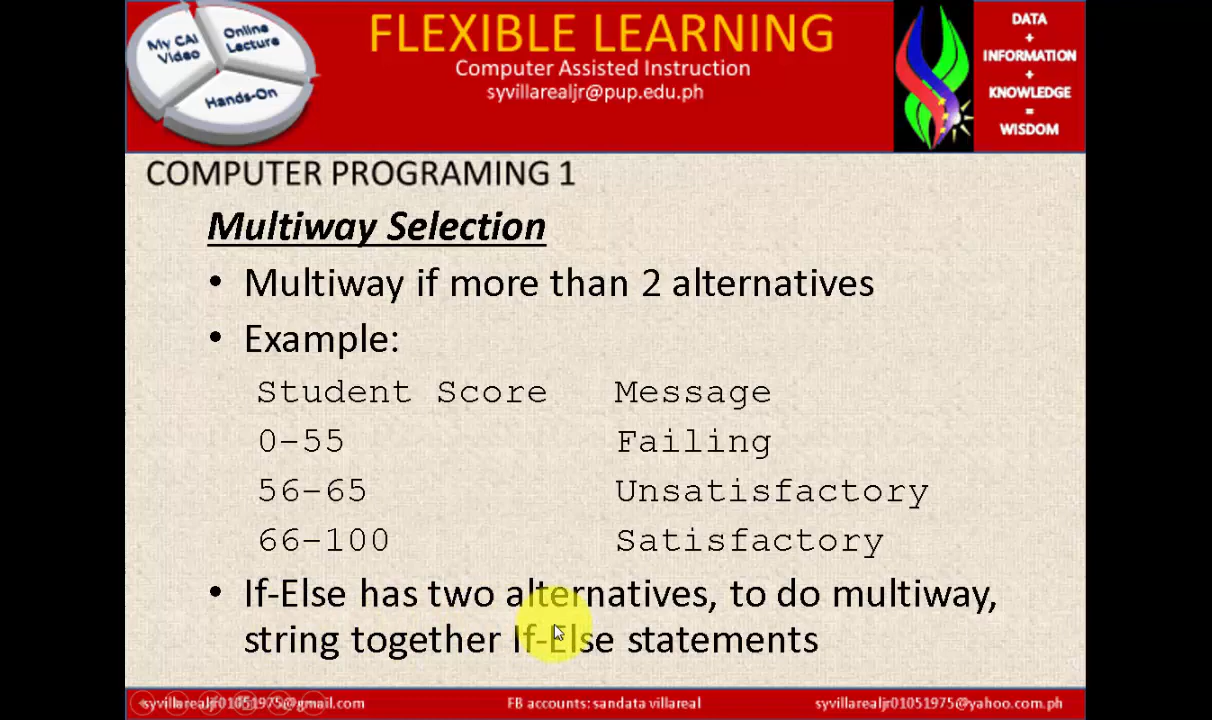 My CAI
Video
Online
Lecture
Hands-On
FLEXIBLE LEARNING
Computer Assisted Instruction
syvillarealjr@pup.edu.ph
DATA
+
INFORMATION
+
KNOWLEDGE
=
WISDOM
COMPUTER PROGRAMING 1
Multiway Selection
• Multiway if more than 2 alternatives
• Example:
Student Score Message
0-55 Failing
56-65 Unsatisfactory
66-100 Satisfactory
• If-Else has two alternatives, to do multiway,
string together If-Else statements
syvillarealjr01051975@gmail.com FB accounts: sandata villareal syvillarealjr01051975@yahoo.com.ph